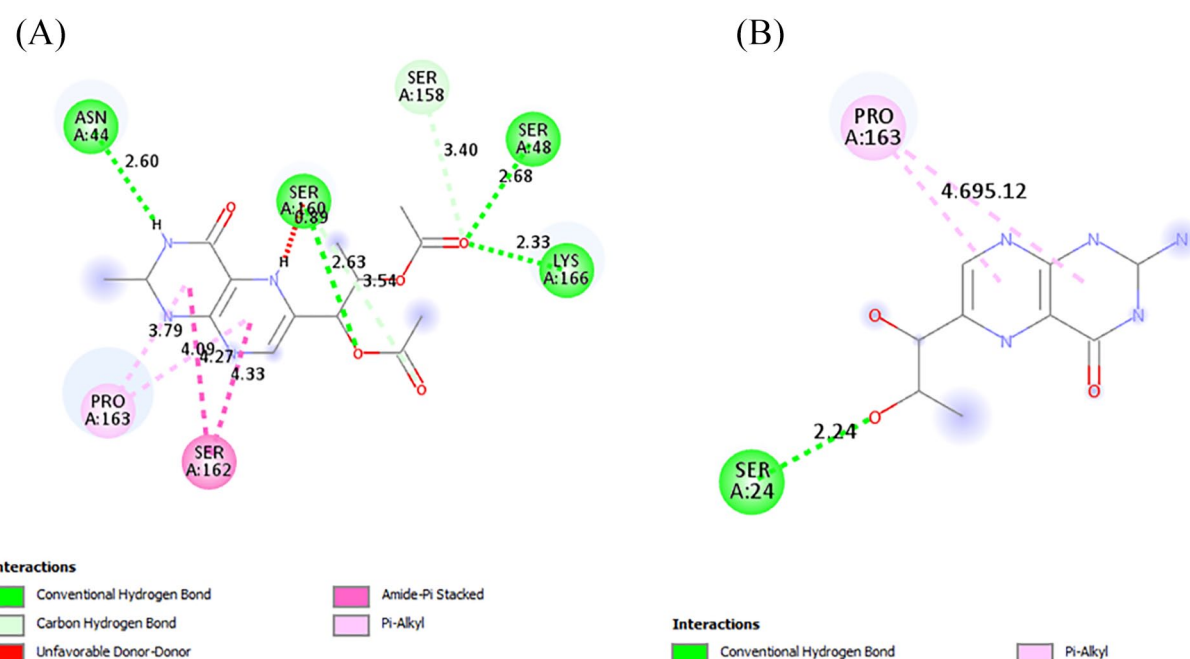 (A)
(B)
ASN
A:44
2.60
SER
A:158
3.40
SER
A:48
2.68
SER
A:160
0.89
2.33
LYS
A:166
2.63
3.54
H
N
O
H
N
O
O
N
3.79
4.09
4.27
N
4.33
O
O
PRO
A:163
SER
A:162
nteractions
Conventional Hydrogen Bond
Carbon Hydrogen Bond
Unfavorable Donor-Donor
Amide-Pi Stacked
Pi-Alkyl
PRO
A:163
4.695.12
N
N
N
O
N
N
O
O
2.24
SER
A:24
Interactions
Conventional Hydrogen Bond
Pi-Alkyl